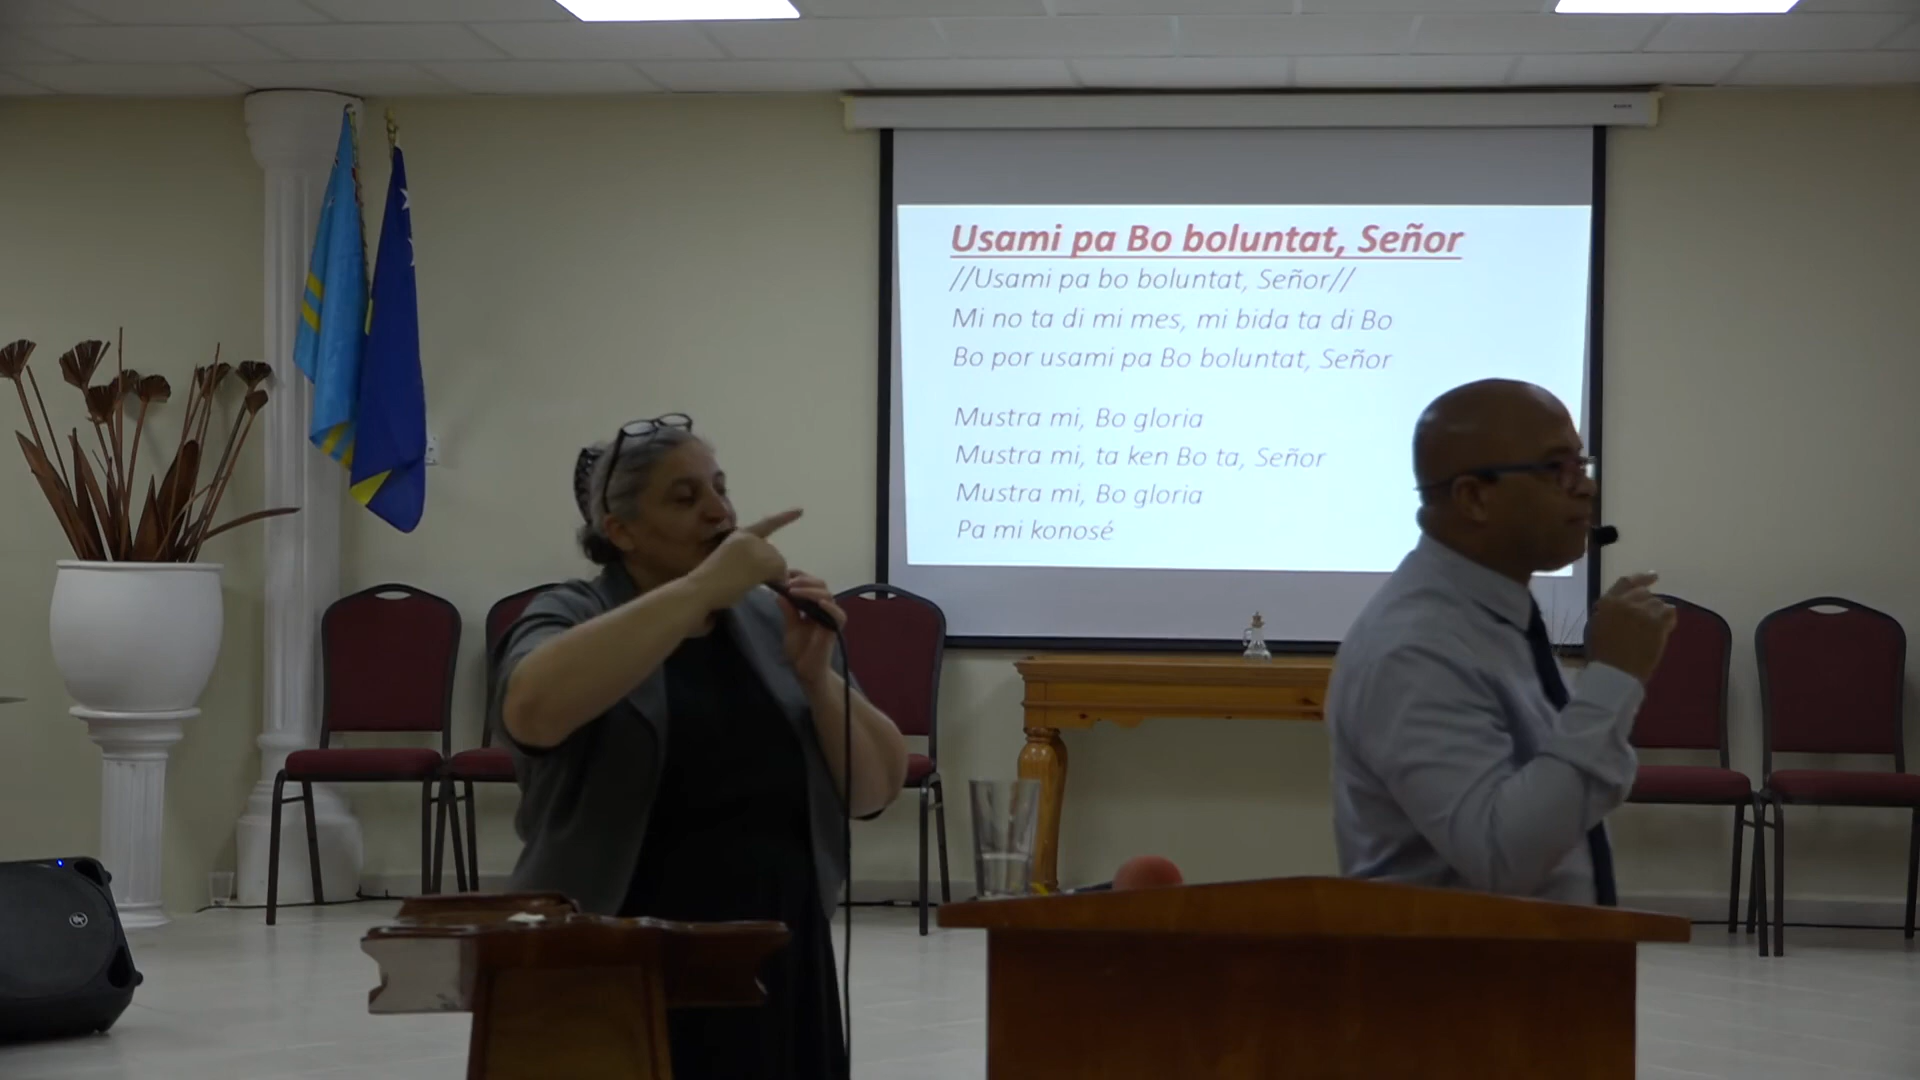 Usami pa Bo boluntat, Señor
//Usami pa bo boluntat, Señor//
Mi no ta di mi mes, mi bida ta di Bo
Bo por usami pa Bo boluntat, Señor
Mustra mi, Bo gloria
Mustra mi, ta ken Bo ta, Señor
Mustra mi, Bo gloria
Pa mi konosé